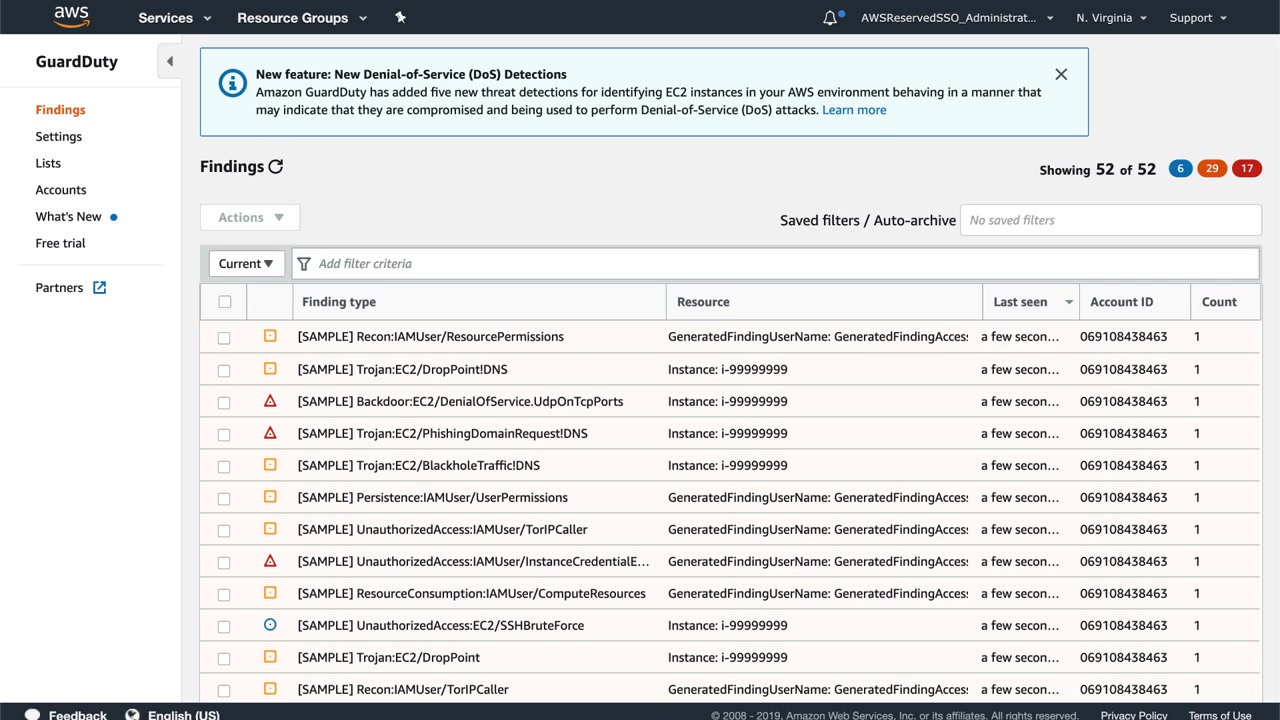 aws
Services
Resource Groups
AWSReservedSSO_Administrat...
N. Virginia
Support
GuardDuty
Findings
Settings
Lists
Accounts
What's New
Free trial
Partners
New feature: New Denial-of-Service (DoS) Detections
Amazon GuardDuty has added five new threat detections for identifying EC2 instances in your AWS environment behaving in a manner that
may indicate that they are compromised and being used to perform Denial-of-Service (DoS) attacks. Learn more
Findings
Showing 52 of 52 6 29 17
Actions
Saved filters / Auto-archive No saved filters
Current Add filter criteria
Finding type Resource Last seen Account ID Count
[SAMPLE] Recon:IAMUser/ResourcePermissions GeneratedFindingUserName: GeneratedFindingAcces: a few secon... 069108438463 1
[SAMPLE] Trojan:EC2/DropPoint!DNS Instance: i-99999999 a few secon... 069108438463 1
[SAMPLE] Backdoor:EC2/DenialOfService.UdpOnTcpPorts Instance: i-99999999 a few secon... 069108438463 1
[SAMPLE] Trojan:EC2/PhishingDomainRequest!DNS Instance: i-99999999 a few secon... 069108438463 1
[SAMPLE] Trojan:EC2/BlackholeTraffic!DNS Instance: i-99999999 a few secon... 069108438463 1
[SAMPLE] Persistence:IAMUser/UserPermissions GeneratedFindingUserName: GeneratedFindingAcces: a few secon... 069108438463 1
[SAMPLE] UnauthorizedAccess:IAMUser/TorIPCaller GeneratedFindingUserName: GeneratedFindingAcces: a few secon... 069108438463 1
[SAMPLE] UnauthorizedAccess:IAMUser/InstanceCredentialE... GeneratedFindingUserName: GeneratedFindingAcces: a few secon... 069108438463 1
[SAMPLE] ResourceConsumption:IAMUser/ComputeResources GeneratedFindingUserName: GeneratedFindingAcces: a few secon... 069108438463 1
[SAMPLE] UnauthorizedAccess:EC2/SSHBruteForce Instance: i-99999999 a few secon... 069108438463 1
[SAMPLE] Trojan:EC2/DropPoint Instance: i-99999999 a few secon... 069108438463 1
[SAMPLE] Recon:IAMUser/TorIPCaller GeneratedFindingUserName: GeneratedFindingAcces: a few secon... 069108438463 1
Feedback English (US) © 2008 - 2019, Amazon Web Services, Inc. or its affiliates. All rights reserved. Privacy Policy Terms of Use